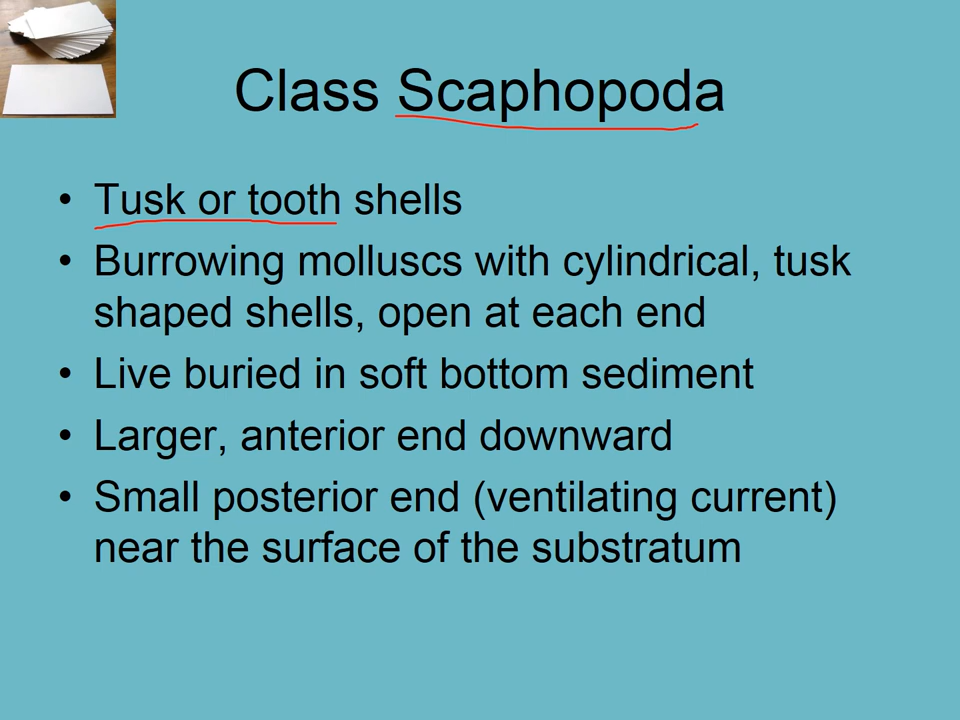 Class Scaphopoda
• Tusk or tooth shells
• Burrowing molluscs with cylindrical, tusk
shaped shells, open at each end
• Live buried in soft bottom sediment
• Larger, anterior end downward
• Small posterior end (ventilating current)
near the surface of the substratum